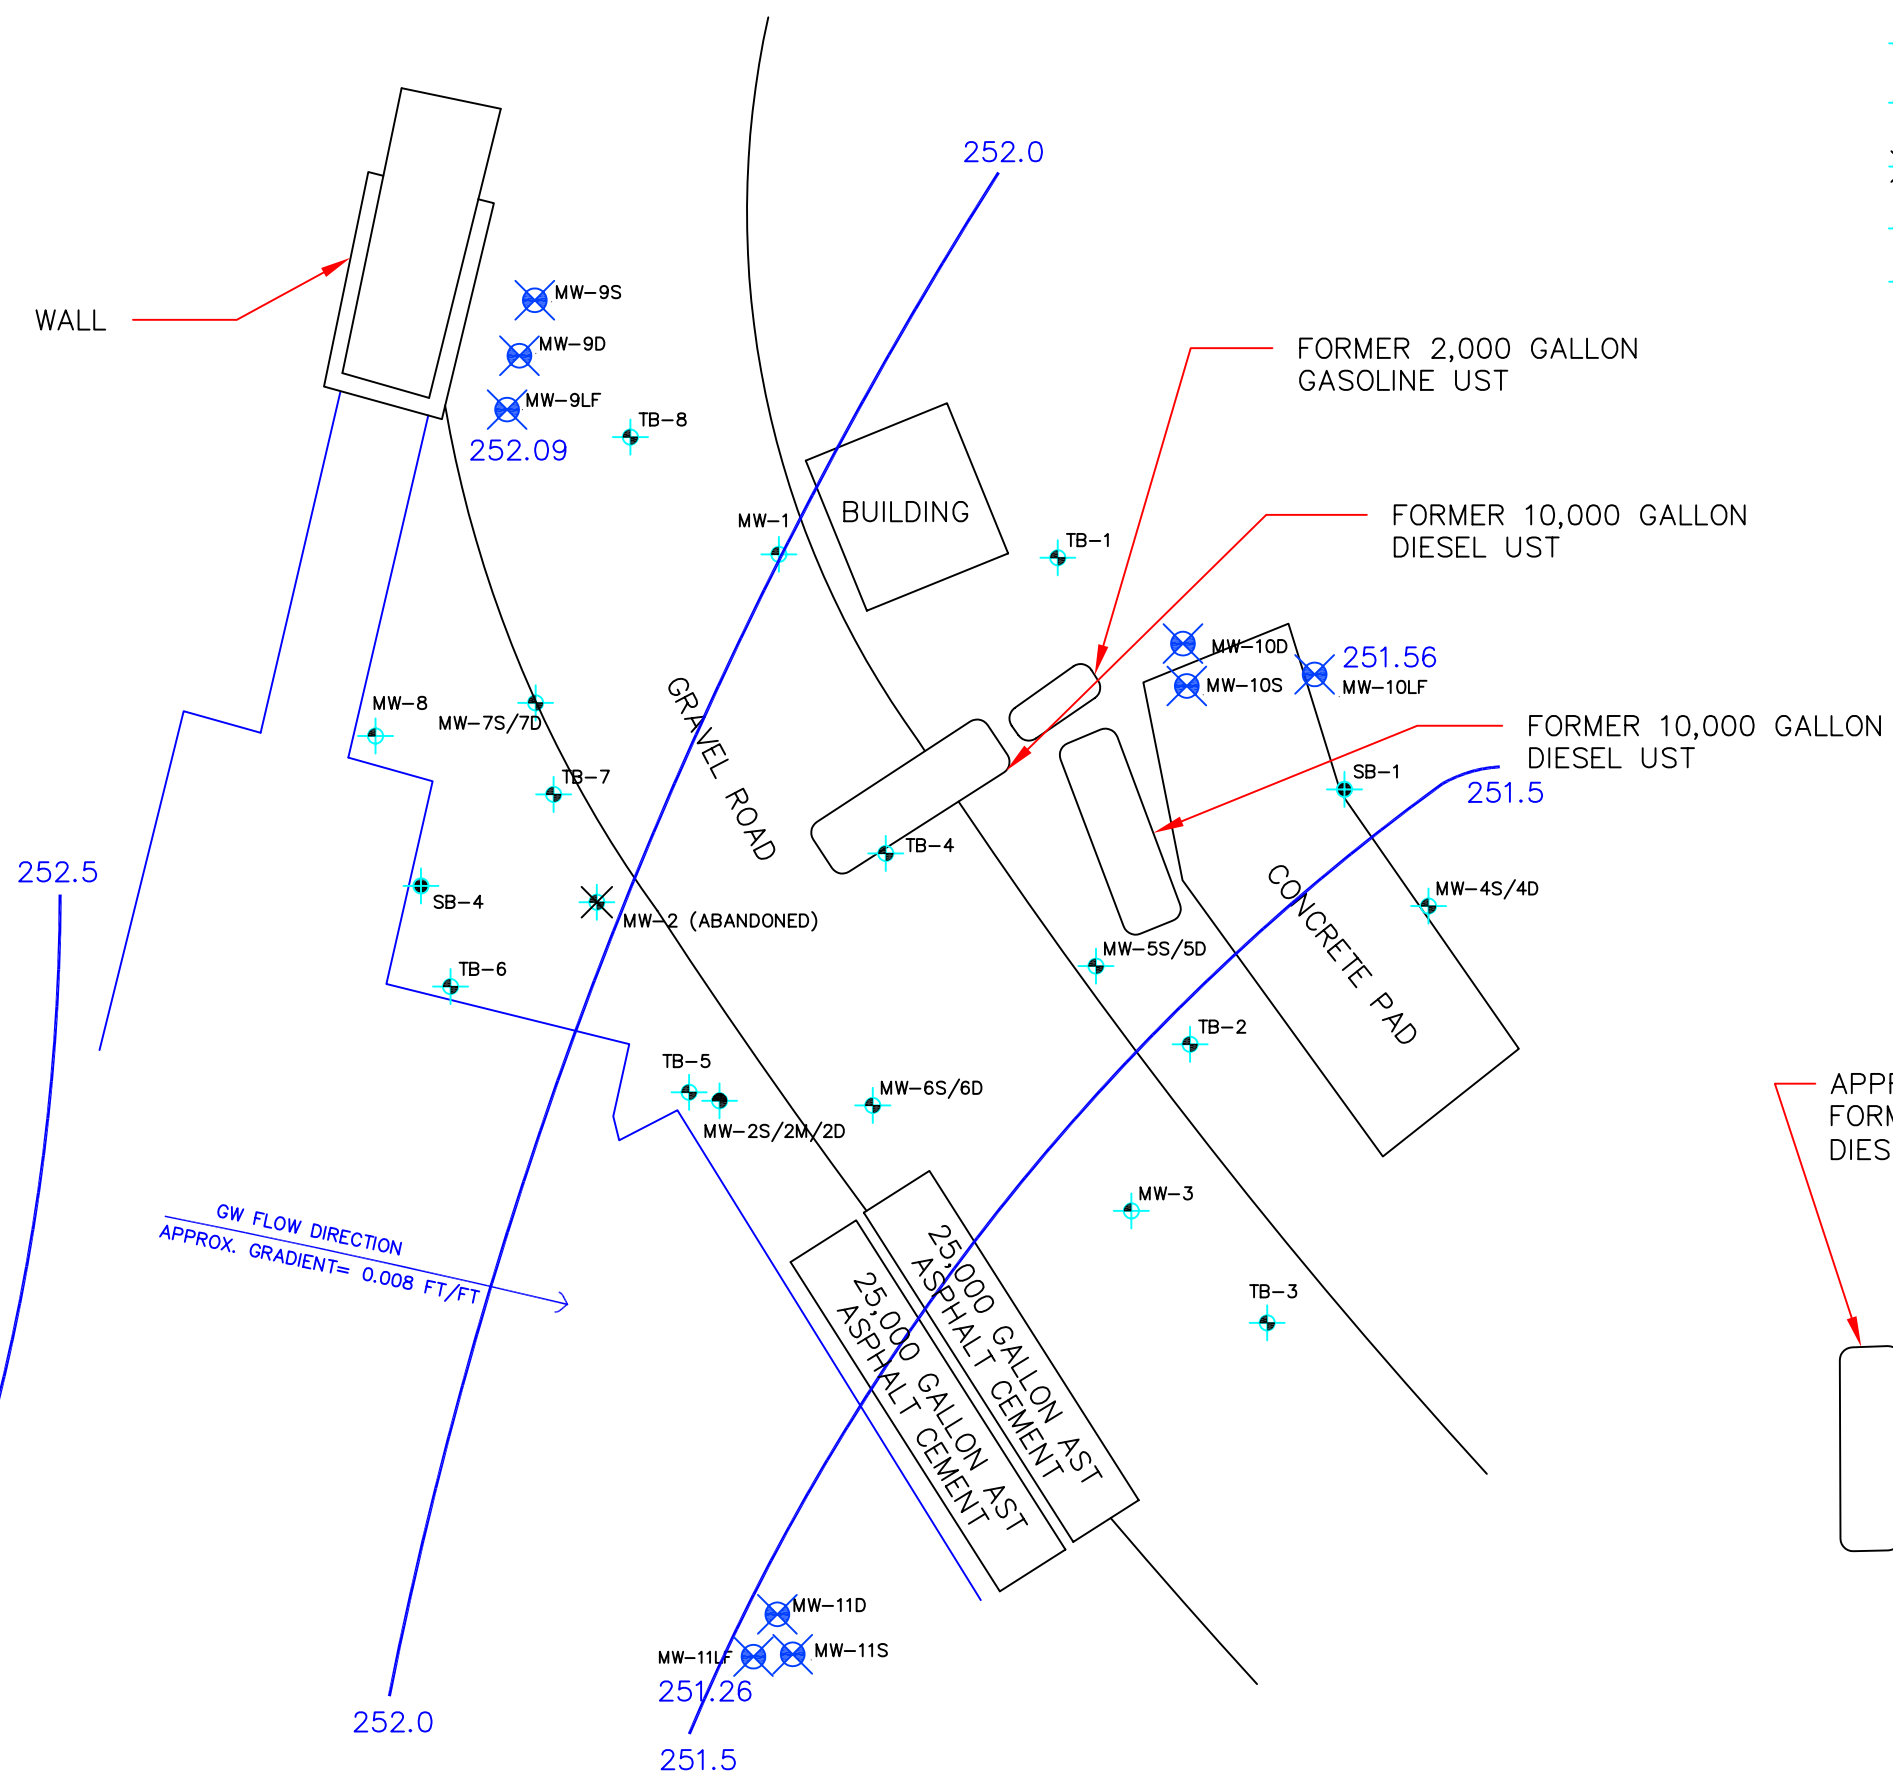 252.0
WALL
MW-9S
MW-9D
MW-9LF
252.09
TB-8
FORMER 2,000 GALLON
GASOLINE UST
BUILDING
MW-1
TB-1
FORMER 10,000 GALLON
DIESEL UST
MW-10D
MW-10S
251.56
MW-10LF
MW-8
MW-7S/7D
GRAVEL ROAD
FORMER 10,000 GALLON
DIESEL UST
TB-7
SB-1
251.5
TB-4
252.5
SB-4
MW-2 (ABANDONED)
CONCRETE PAD
MW-4S/4D
MW-5S/5D
TB-6
TB-2
TB-5
MW-6S/6D
MW-2S/2M/2D
APPR
FORM
DIES
MW-3
GW FLOW DIRECTION
APPROX. GRADIENT= 0.008 FT/FT
TB-3
25,000 GALLON AST
ASPHALT CEMENT
25,000 GALLON AST
ASPHALT CEMENT
MW-11D
MW-11LF
MW-11S
251.26
252.0
251.5